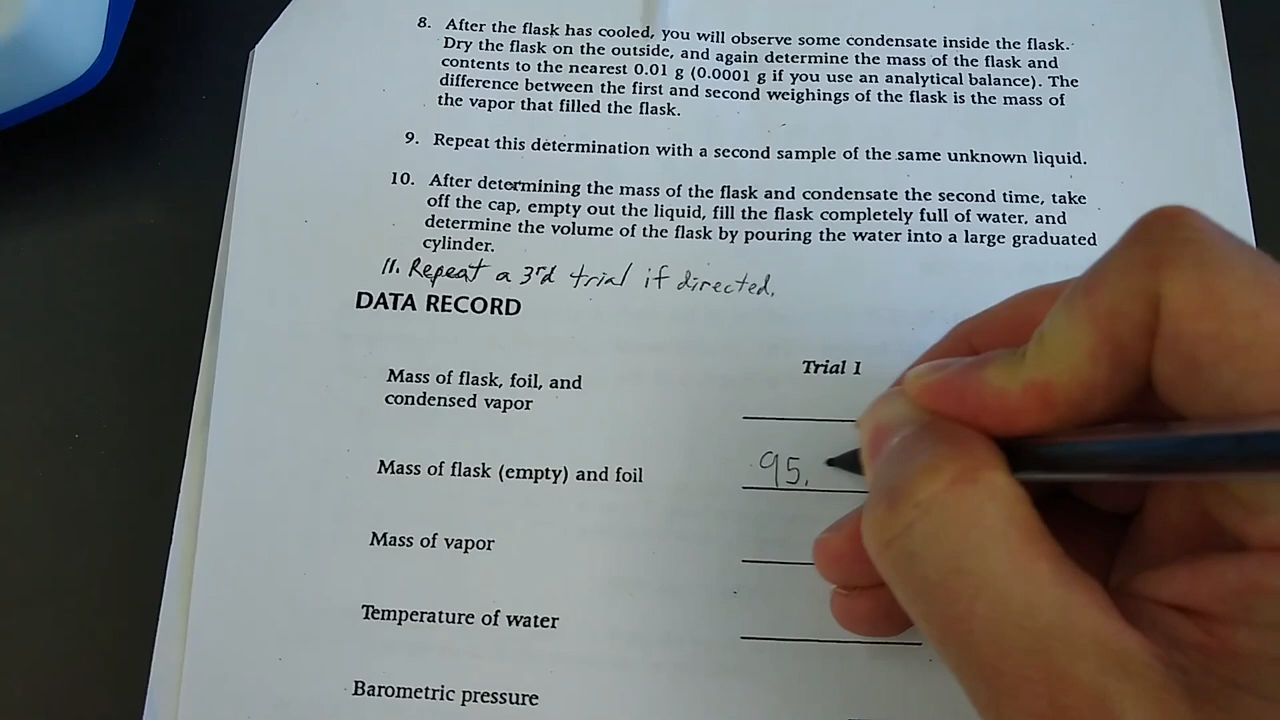 8. After the flask has cooled, you will observe some condensate inside the flask.
Dry the flask on the outside, and again determine the mass of the flask and
contents to the nearest 0.01 g (0.0001 g if you use an analytical balance). The
difference between the first and second weighings of the flask is the mass of
the vapor that filled the flask.
9. Repeat this determination with a second sample of the same unknown liquid.
10. After determining the mass of the flask and condensate the second time, take
off the cap, empty out the liquid, fill the flask completely full of water, and
determine the volume of the flask by pouring the water into a large graduated
cylinder.
11. Repeat a 3rd trial if directed.
DATA RECORD
Trial 1
Mass of flask, foil, and
condensed vapor
Mass of flask (empty) and foil 95.
Mass of vapor
Temperature of water
Barometric pressure